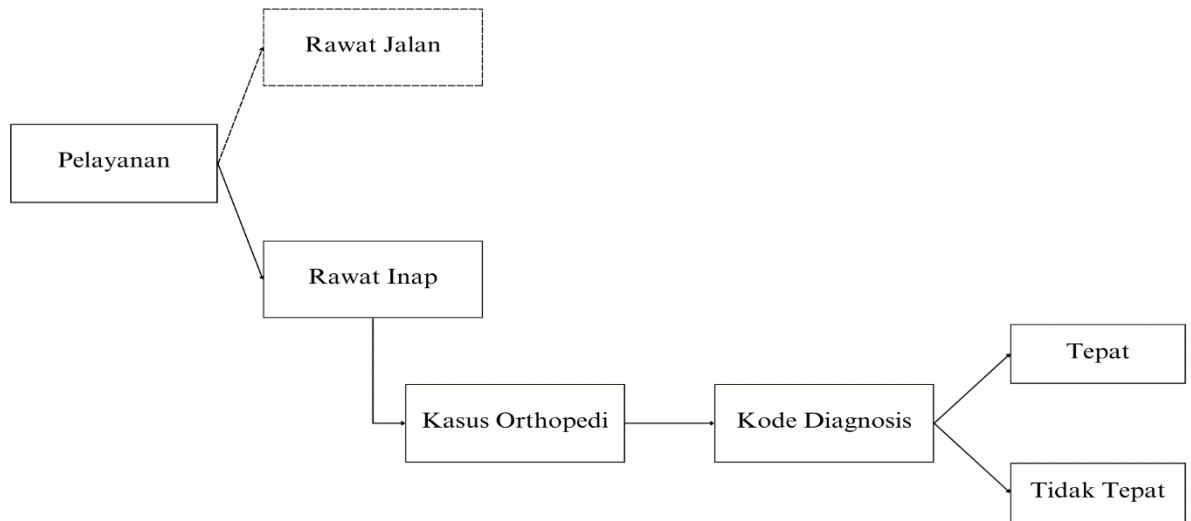 Rawat Jalan
Pelayanan
Rawat Inap
Tepat
Kasus Orthopedi
Kode Diagnosis
Tidak Tepat